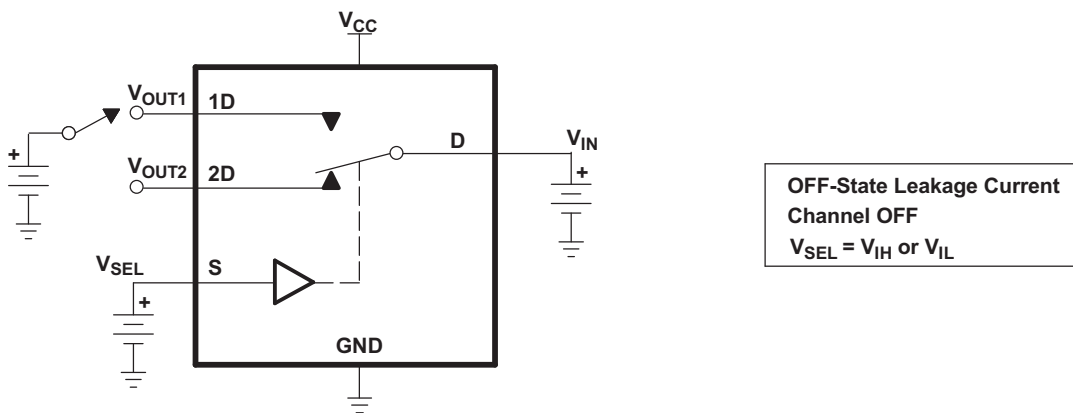 VCC
VOUT1 1D
+
D VIN
+
VOUT2 2D
VSEL S
+
GND
OFF-State Leakage Current
Channel OFF
VSEL = VIH or VIL